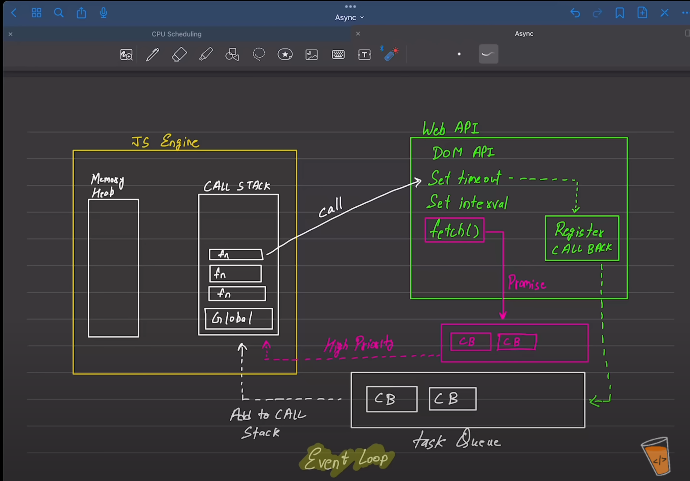 Async
CPU Scheduling
Async
JS Engine
Memory
Heap
CALL STACK
fn
fn
fn
Global
call
Web API
DOM API
Set timeout
Set interval
fetch()
Register
CALL BACK
Promise
CB
CB
High Priority
CB
CB
Add to CALL
Stack
task Queue
Event Loop